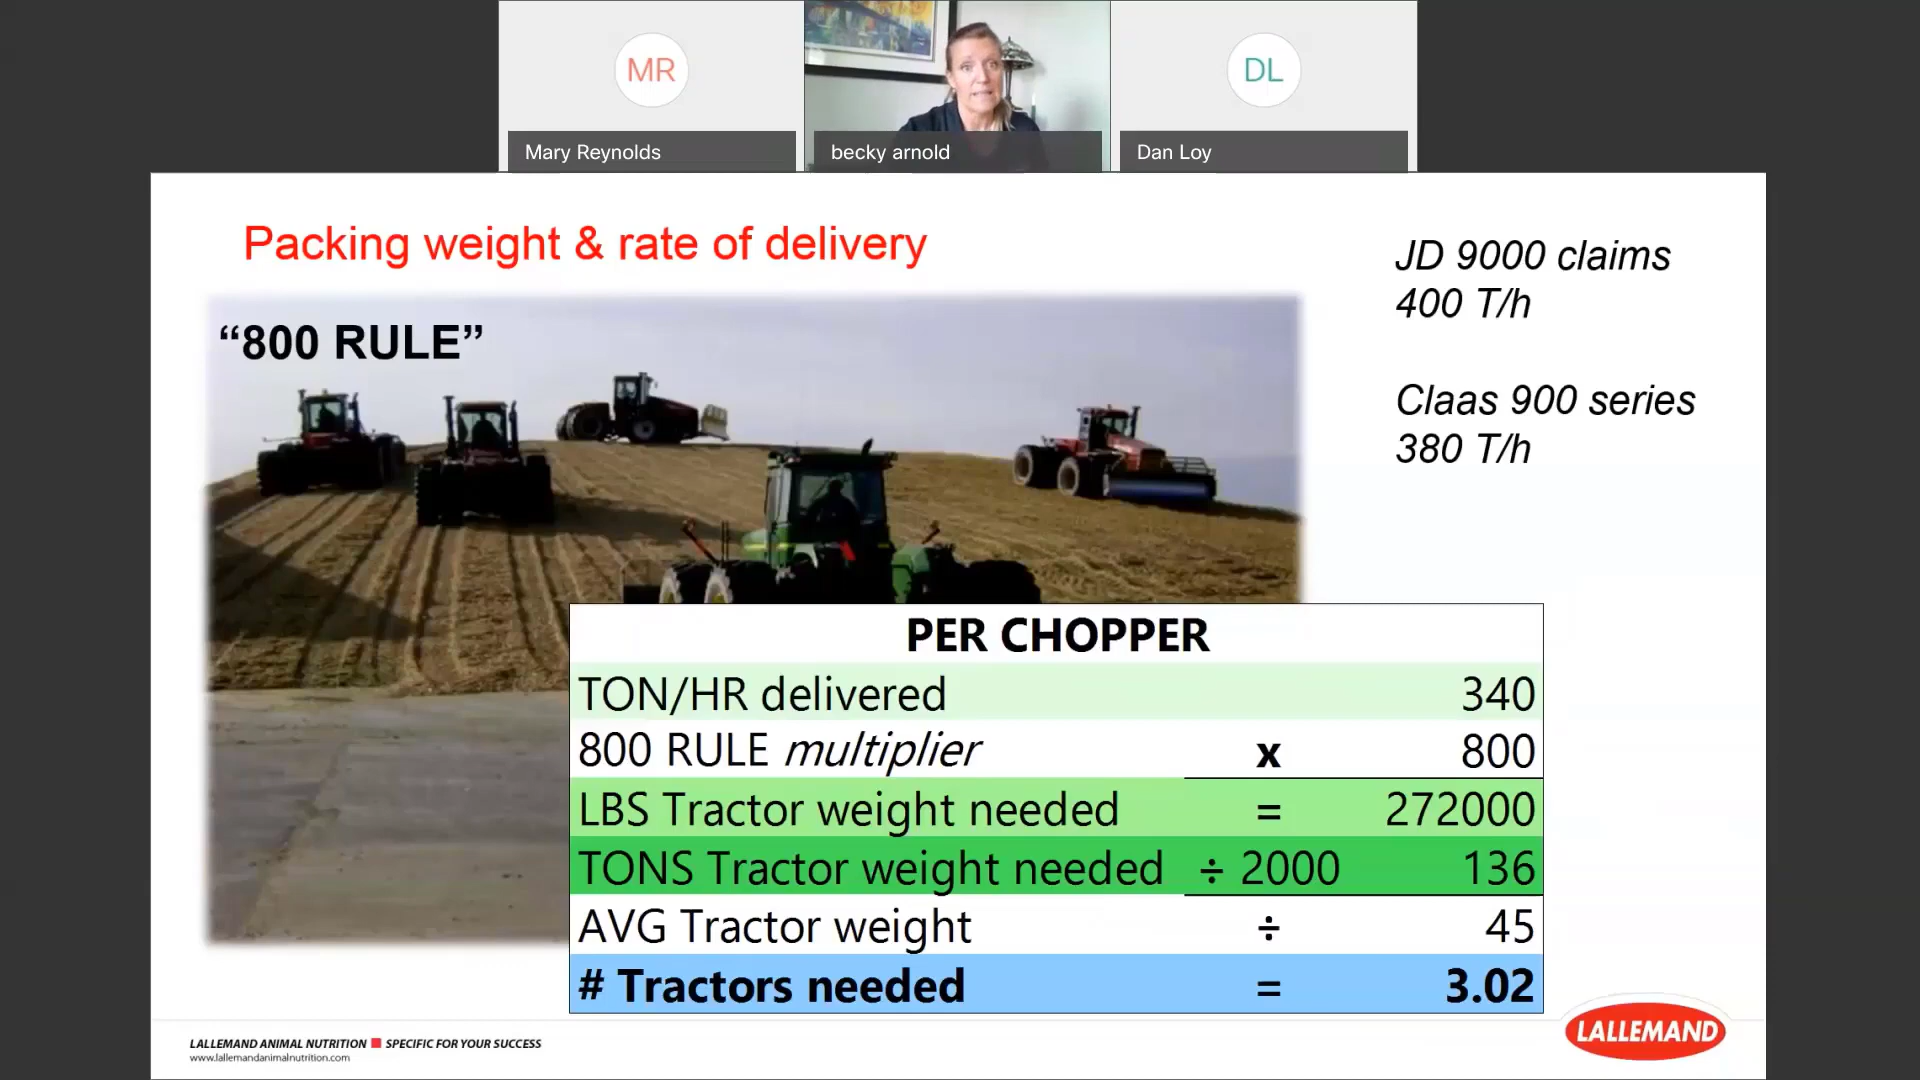 MR
DL
Mary Reynolds
becky arnold
Dan Loy
Packing weight & rate of delivery
JD 9000 claims
400 T/h
Claas 900 series
380 T/h
“800 RULE”
PER CHOPPER
TON/HR delivered 340
800 RULE multiplier x 800
LBS Tractor weight needed = 272000
TONS Tractor weight needed ÷ 2000 136
AVG Tractor weight ÷ 45
# Tractors needed = 3.02
LALLEMAND ANIMAL NUTRITION SPECIFIC FOR YOUR SUCCESS
www.lallemandanimalnutrition.com
LALLEMAND